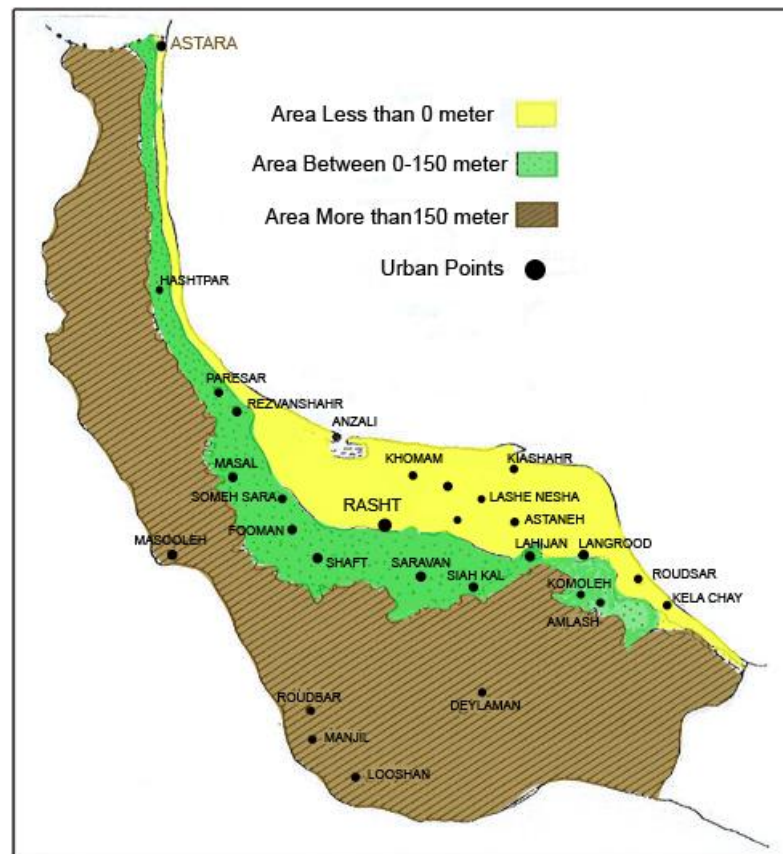 ASTARA
Area Less than 0 meter
Area Between 0-150 meter
Area More than150 meter
Urban Points
HASHTPAR
PARESAR
REZVANSHAHR
ANZALI
KHOMAM
KIASHAHR
MASAL
SOMEH SARA
LASHE NESHA
RASHT
ASTANEH
FOOMAN
MASOOLEH
SHAFT
SARAVAN
LAHIJAN
LANGROOD
SIAH KAL
KOMOLEH
ROUDSAR
KELA CHAY
AMLASH
ROUDBAR
DEYLAMAN
MANJIL
LOOSHAN